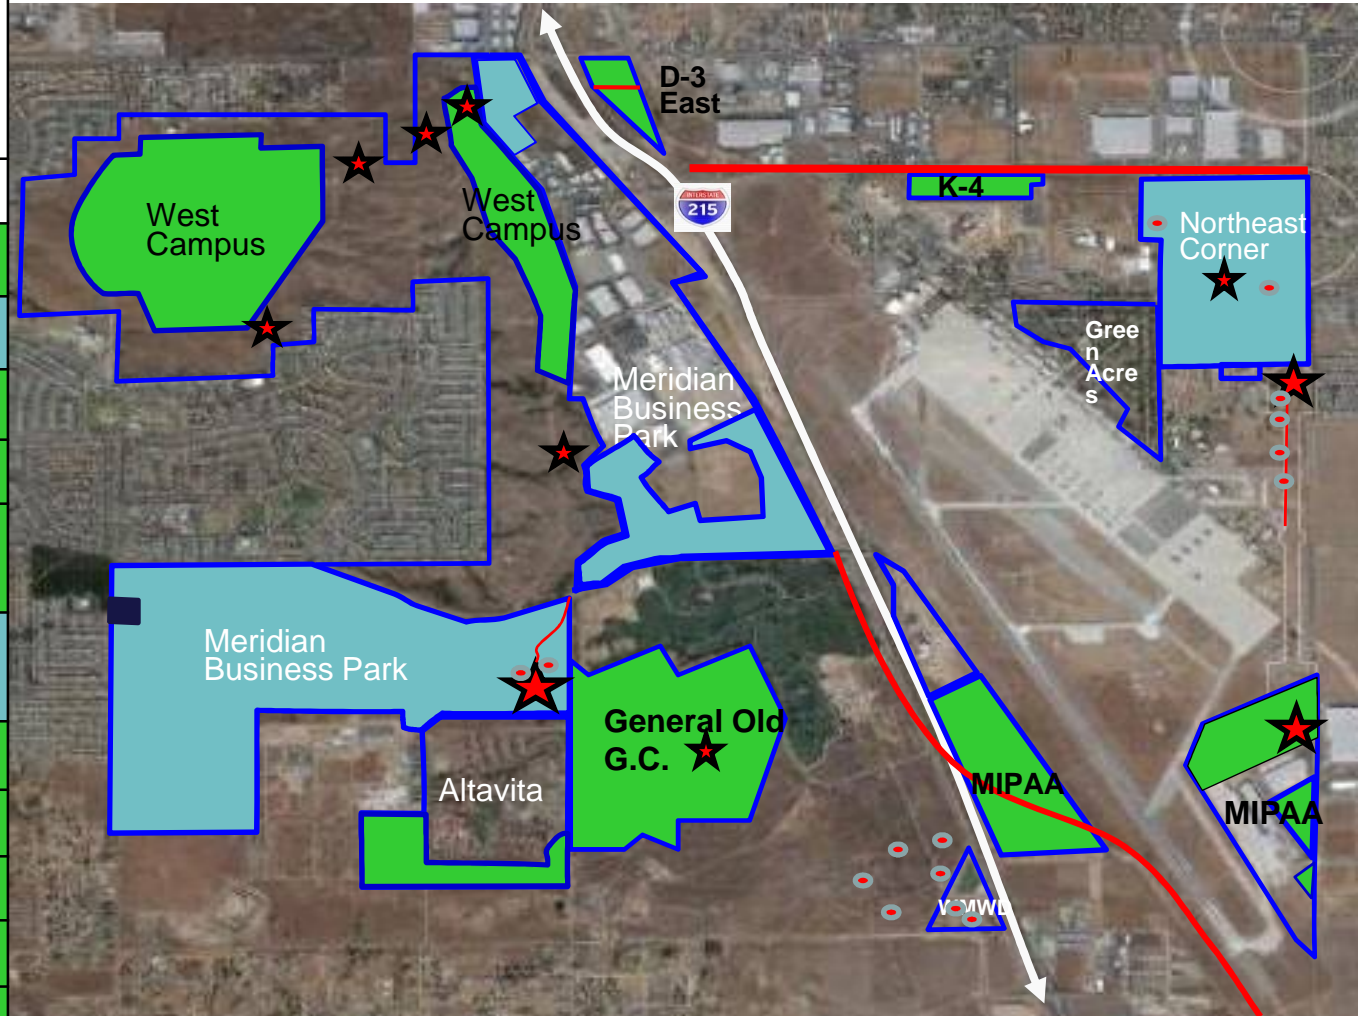 D-3
East
West
Campus
West
Campus
INTERSTATE
215
K-4
Northeast
Corner
Gree
n
Acre
s
Meridian
Business
Park
Meridian
Business Park
General Old
G.C.
Altavita
MIPAA
MIPAA